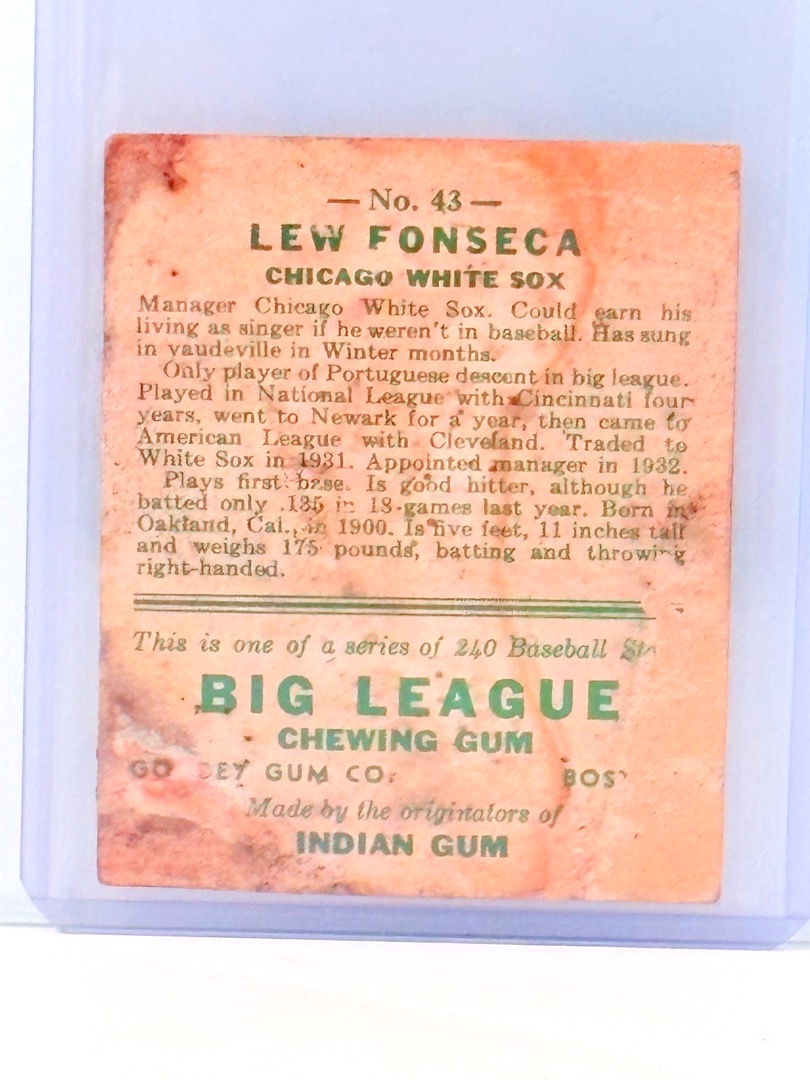 — No. 43 —
LEW FONSECA
CHICAGO WHITE SOX
Manager Chicago White Sox. Could earn his
living as singer if he weren't in baseball. Has sung
in vaudeville in Winter months.
Only player of Portuguese descent in big league.
Played in National League with Cincinnati four
years, went to Newark for a year, then came to
American League with Cleveland. Traded to
White Sox in 1931. Appointed manager in 1932.
Plays first base. Is good hitter, although he
batted only .135 in 18 games last year. Born in
Oakland, Cal., in 1900. Is five feet, 11 inches tall
and weighs 175 pounds, batting and throwing
right-handed.
This is one of a series of 240 Baseball
BIG LEAGUE
CHEWING GUM
GUM CO.
Made by the originators of
INDIAN GUM